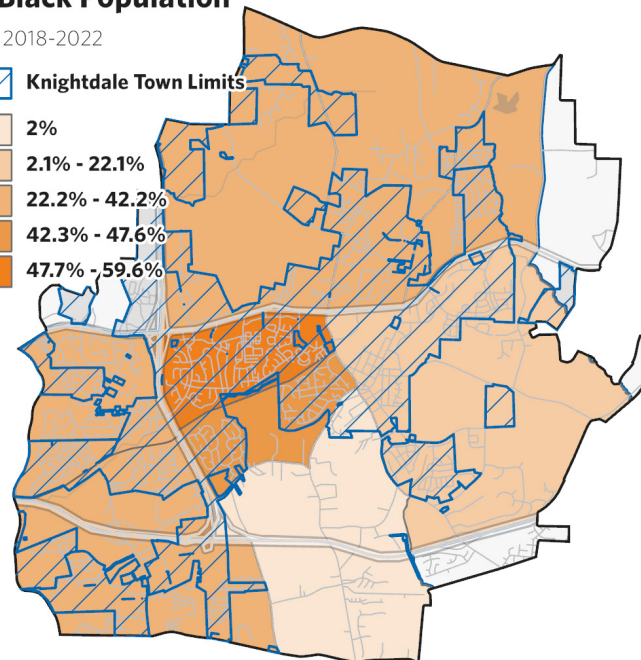 Black Population
2018-2022
Knightdale Town Limits
2%
2.1% - 22.1%
22.2% - 42.2%
42.3% - 47.6%
47.7% - 59.6%